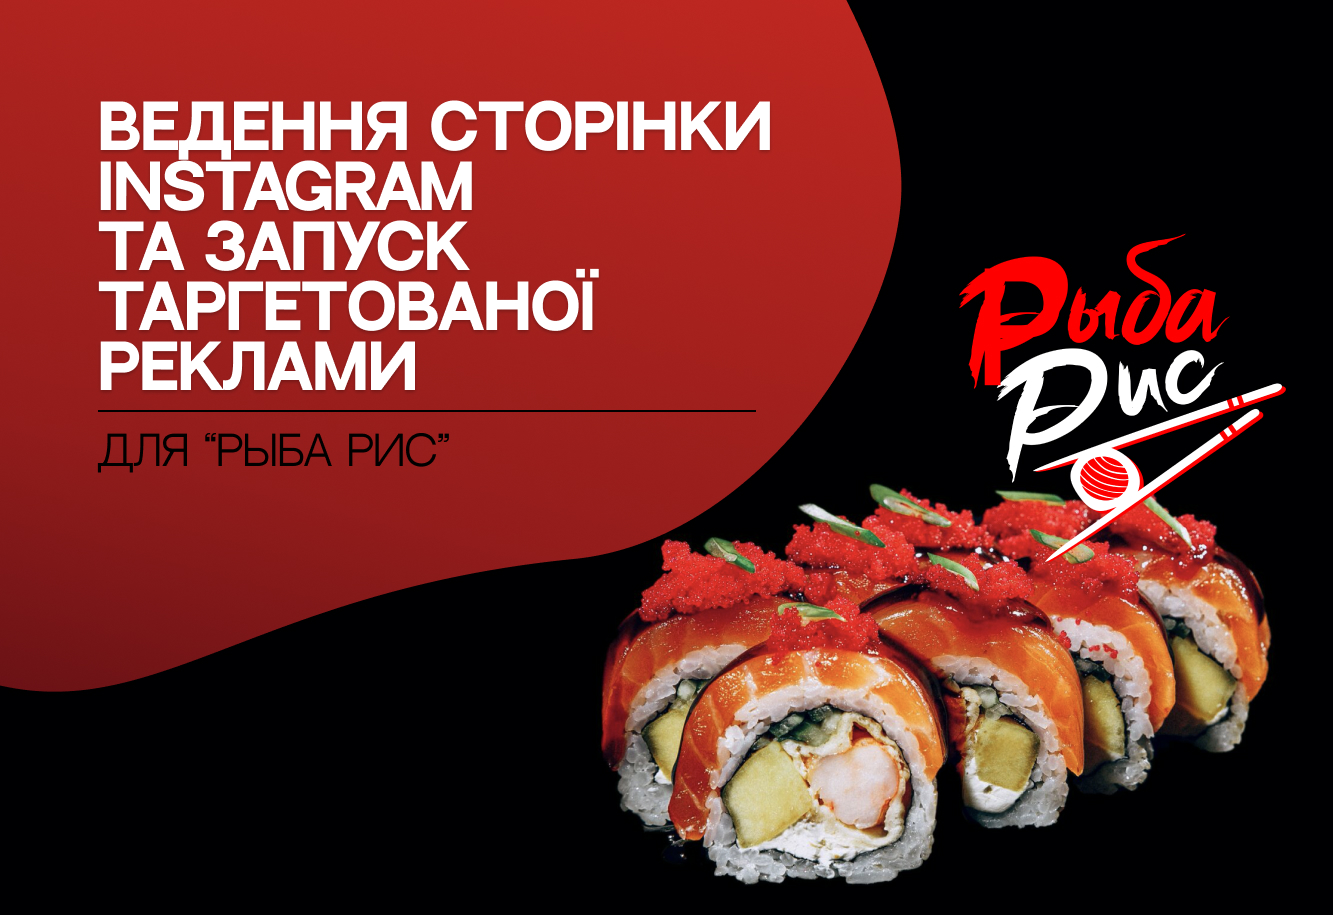 ВЕДЕННЯ СТОРІНКИ
INSTAGRAM
ТА ЗАПУСК
ТАРГЕТОВАНОЇ
РЕКЛАМИ
ДЛЯ “РЫБА РИС”
Рыба
Рис